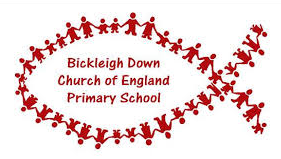 Bickleigh Down
Church of England
Primary School